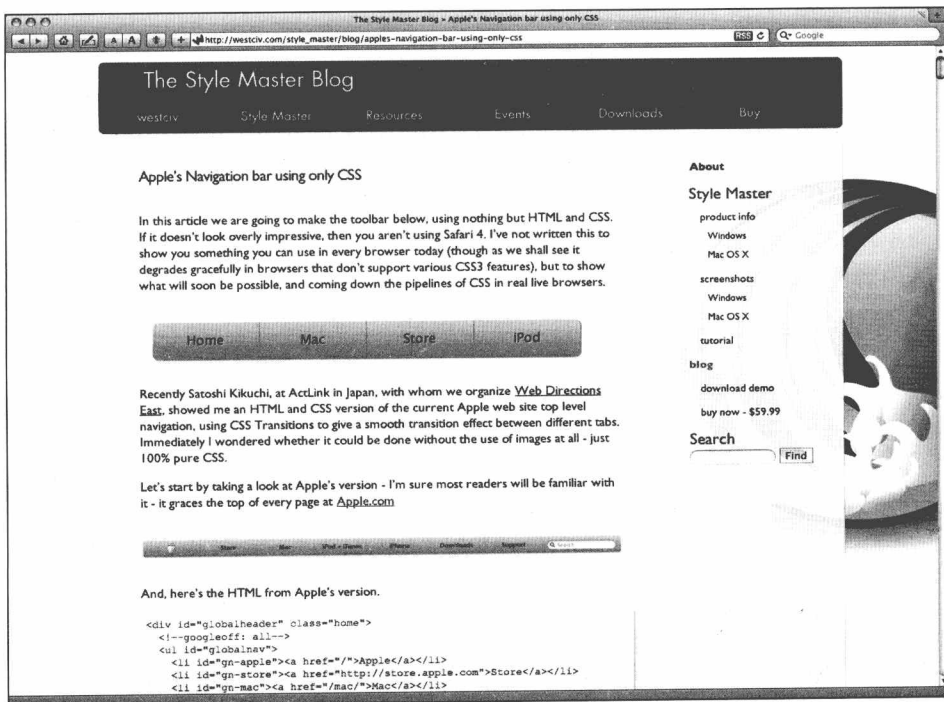 The Style Master Blog » Apple's Navigation bar using only CSS
A A + http://westciv.com/style_master/blog/apples-navigation-bar-using-only-css RSS Google
The Style Master Blog
westciv Style Master Resources Events Downloads Buy
Apple's Navigation bar using only CSS
In this article we are going to make the toolbar below, using nothing but HTML and CSS.
If it doesn't look overly impressive, then you aren't using Safari 4. I've not written this to
show you something you can use in every browser today (though as we shall see it
degrades gracefully in browsers that don't support various CSS3 features), but to show
what will soon be possible, and coming down the pipelines of CSS in real live browsers.
Home Mac Store iPod
Recently Satoshi Kikuchi, at ActLink in Japan, with whom we organize Web Directions
East, showed me an HTML and CSS version of the current Apple web site top level
navigation, using CSS Transitions to give a smooth transition effect between different tabs.
Immediately I wondered whether it could be done without the use of images at all - just
100% pure CSS.
Let's start by taking a look at Apple's version - I'm sure most readers will be familiar with
it - it graces the top of every page at Apple.com
Store Mac iPod + iTunes iPhone Downloads Support Search
And, here's the HTML from Apple's version.
<div id="globalheader" class="home">
<!--googleoff: all-->
<ul id="globalnav">
<li id="gn-apple"><a href="/">Apple</a></li>
<li id="gn-store"><a href="http://store.apple.com">Store</a></li>
<li id="gn-mac"><a href="/mac/">Mac</a></li>
About
Style Master
product info
Windows
Mac OS X
screenshots
Windows
Mac OS X
tutorial
blog
download demo
buy now - $59.99
Search
Find